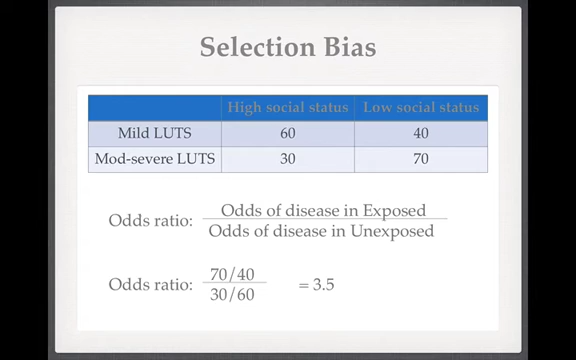 Selection Bias
High social status Low social status
Mild LUTS 60 40
Mod-severe LUTS 30 70
Odds ratio: Odds of disease in Exposed
Odds of disease in Unexposed
Odds ratio: 70/40 = 3.5
30/60